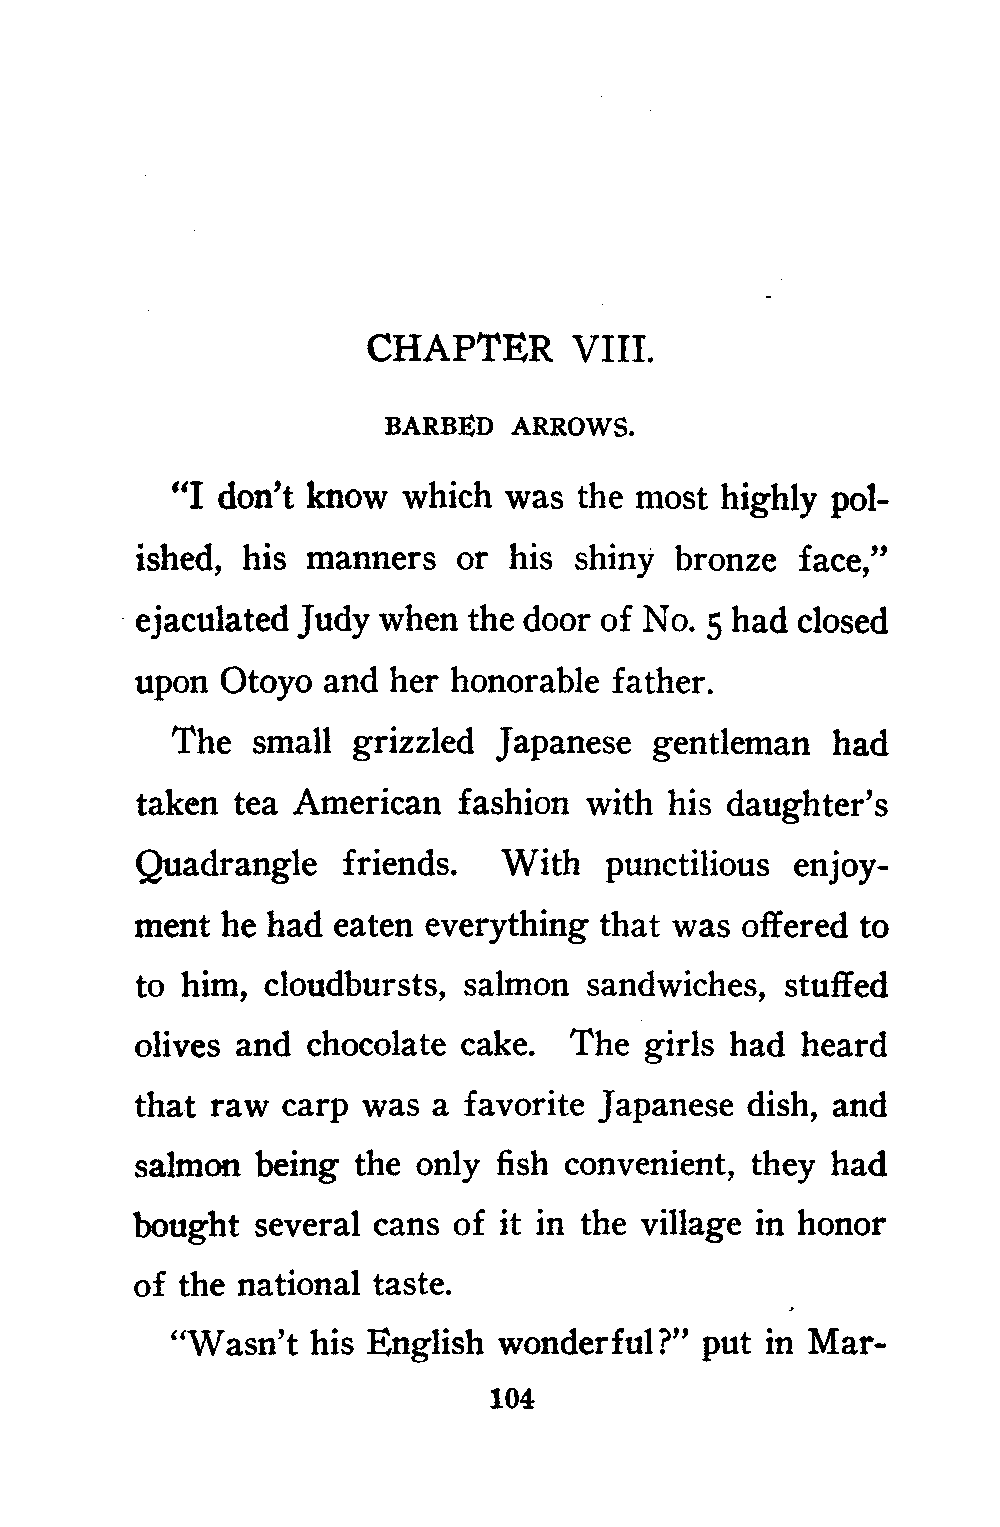 CHAPTER VIII.
BARBED ARROWS.
"I don't know which was the most highly pol-
ished, his manners or his shiny bronze face,"
ejaculated Judy when the door of No. 5 had closed
upon Otoyo and her honorable father.
The small grizzled Japanese gentleman had
taken tea American fashion with his daughter's
Quadrangle friends. With punctilious enjoy-
ment he had eaten everything that was offered to
to him, cloudbursts, salmon sandwiches, stuffed
olives and chocolate cake. The girls had heard
that raw carp was a favorite Japanese dish, and
salmon being the only fish convenient, they had
bought several cans of it in the village in honor
of the national taste.
"Wasn't his English wonderful?" put in Mar-
104